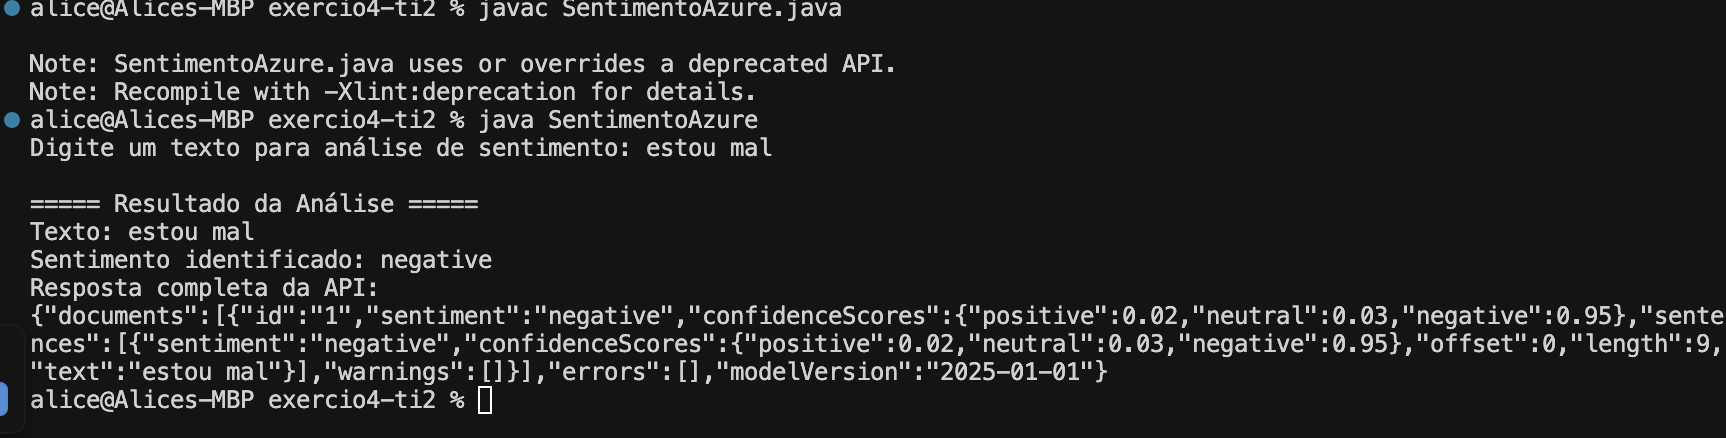 alice@Alices-MBP exercio4-ti2 % javac SentimentoAzure.java
Note: SentimentoAzure.java uses or overrides a deprecated API.
Note: Recompile with -Xlint:deprecation for details.
alice@Alices-MBP exercio4-ti2 % java SentimentoAzure
Digite um texto para análise de sentimento: estou mal
===== Resultado da Análise =====
Texto: estou mal
Sentimento identificado: negative
Resposta completa da API:
{"documents":[{"id":"1","sentiment":"negative","confidenceScores":{"positive":0.02,"neutral":0.03,"negative":0.95},"sente
nces":[{"sentiment":"negative","confidenceScores":{"positive":0.02,"neutral":0.03,"negative":0.95},"offset":0,"length":9,
"text":"estou mal"}],"warnings":[]}],"errors":[],"modelVersion":"2025-01-01"}
alice@Alices-MBP exercio4-ti2 %